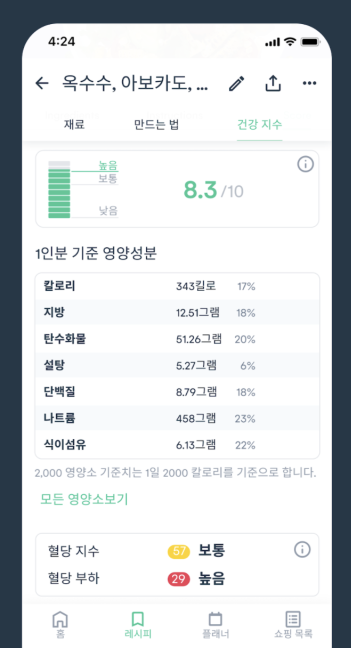 4:24
옥수수, 아보카도, ...
재료 만드는 법 건강 지수
높음
보통
낮음
8.3 /10
1인분 기준 영양성분
칼로리 343킬로 17%
지방 12.51그램 18%
탄수화물 51.26그램 20%
설탕 5.27그램 6%
단백질 8.79그램 18%
나트륨 458그램 23%
식이섬유 6.13그램 22%
2,000 영양소 기준치는 1일 2000 칼로리를 기준으로 합니다.
모든 영양소보기
혈당 지수 57 보통
혈당 부하 29 높음
홈 레시피 플래너 쇼핑 목록